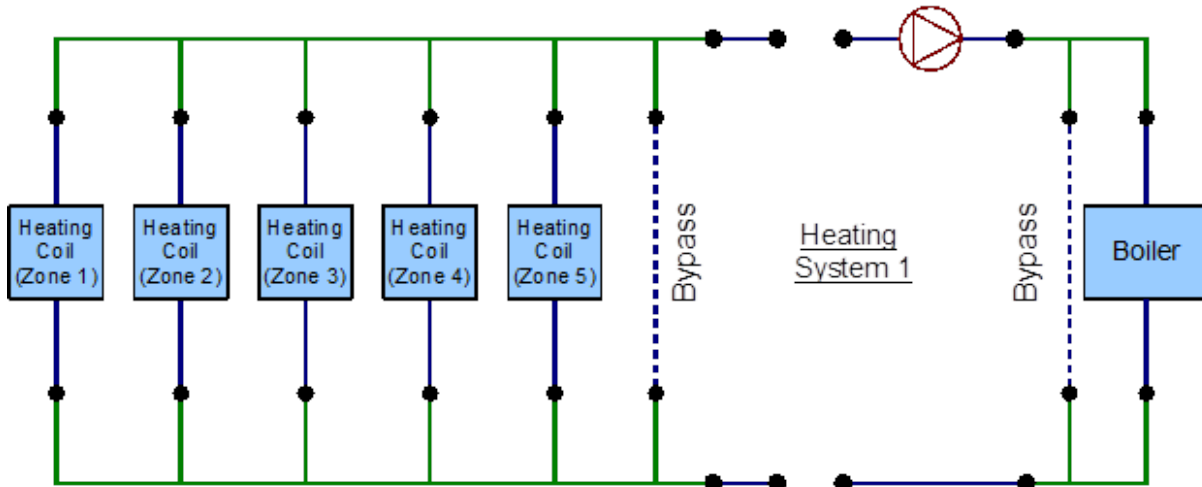 Heating
Coil
(Zone 1)
Heating
Coil
(Zone 2)
Heating
Coil
(Zone 3)
Heating
Coil
(Zone 4)
Heating
Coil
(Zone 5)
Bypass
Heating
System 1
Bypass
Boiler